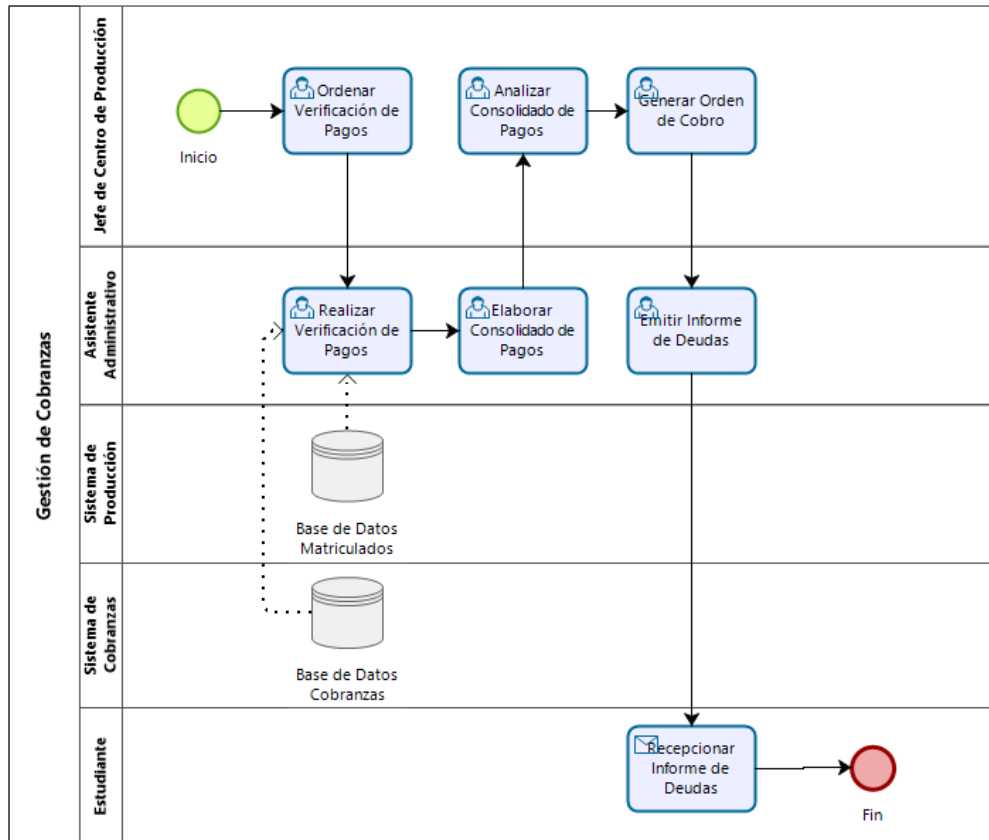 Gestión de Cobranzas
Jefe de Centro de Producción
Inicio
Ordenar
Verificación de
Pagos
Analizar
Consolidado de
Pagos
Generar Orden
de Cobro
Asistente
Administrativo
Realizar
Verificación de
Pagos
Elaborar
Consolidado de
Pagos
Emitir Informe
de Deudas
Sistema de
Producción
Base de Datos
Matriculados
Sistema de
Cobranzas
Base de Datos
Cobranzas
Estudiante
Recepcionar
Informe de
Deudas
Fin